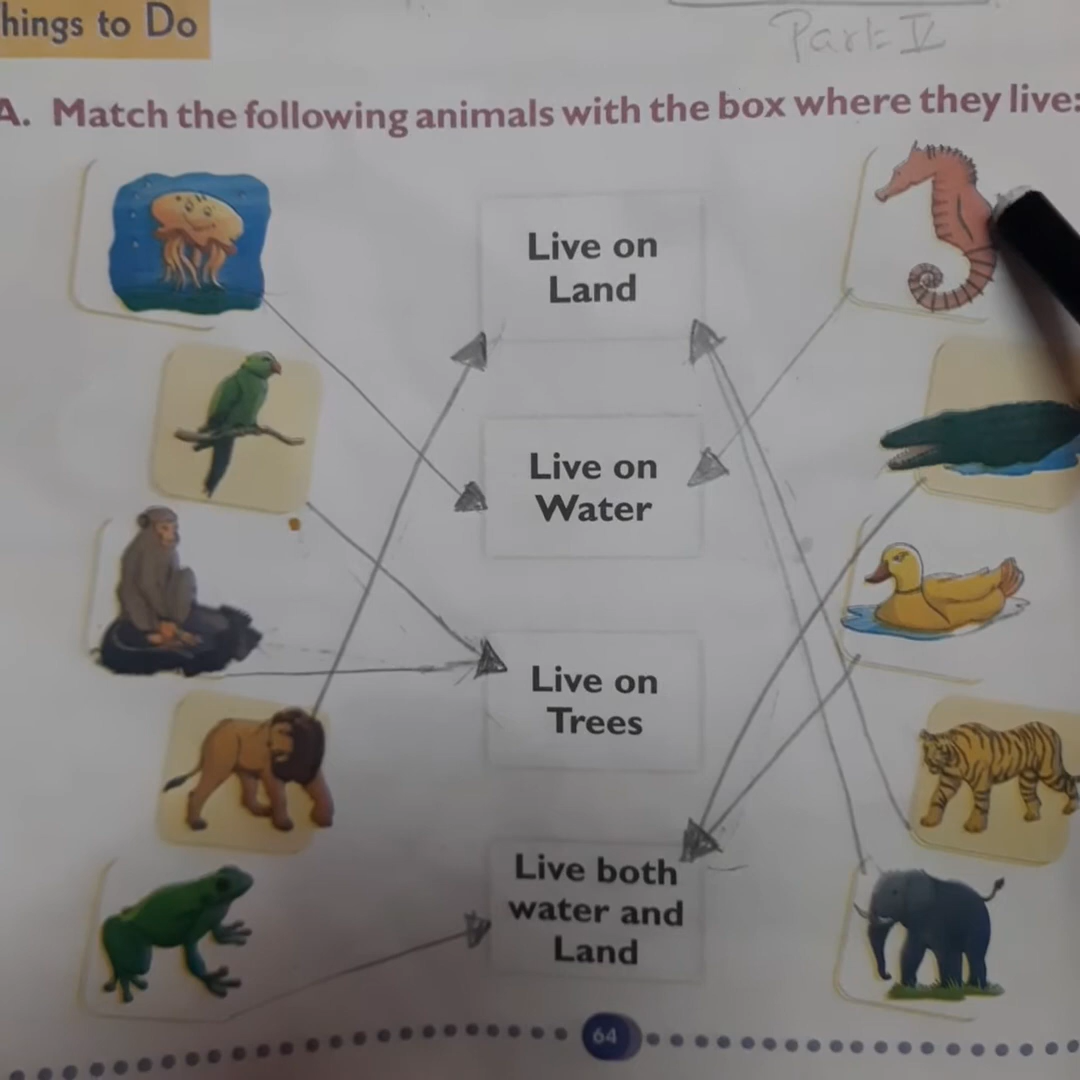 hings to Do
Part-V
A. Match the following animals with the box where they live:
Live on
Land
Live on
Water
Live on
Trees
Live both
water and
Land
64